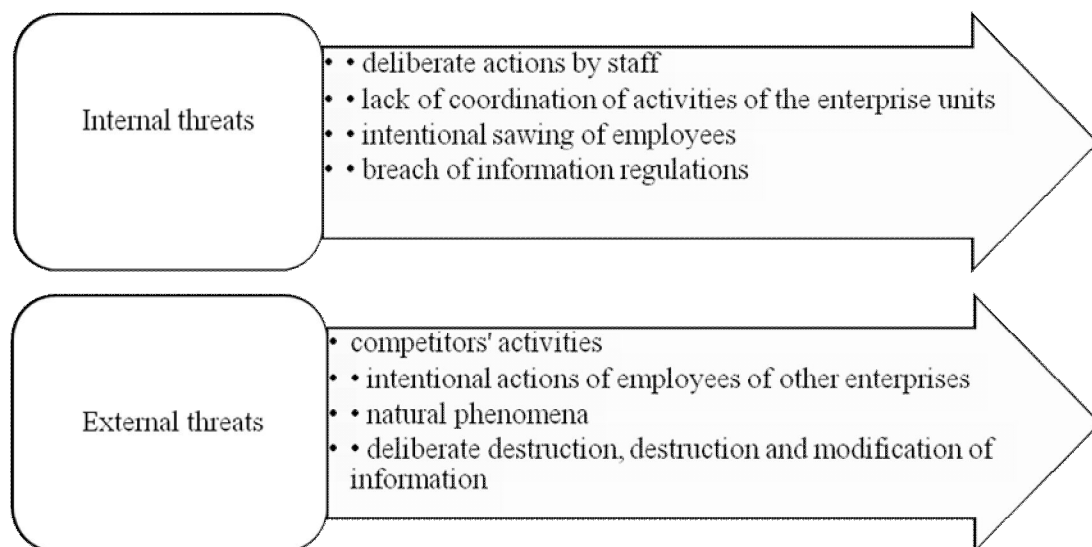 Internal threats
• • deliberate actions by staff
• • lack of coordination of activities of the enterprise units
• • intentional sawing of employees
• • breach of information regulations
External threats
• competitors' activities
• • intentional actions of employees of other enterprises
• • natural phenomena
• • deliberate destruction, destruction and modification of
information